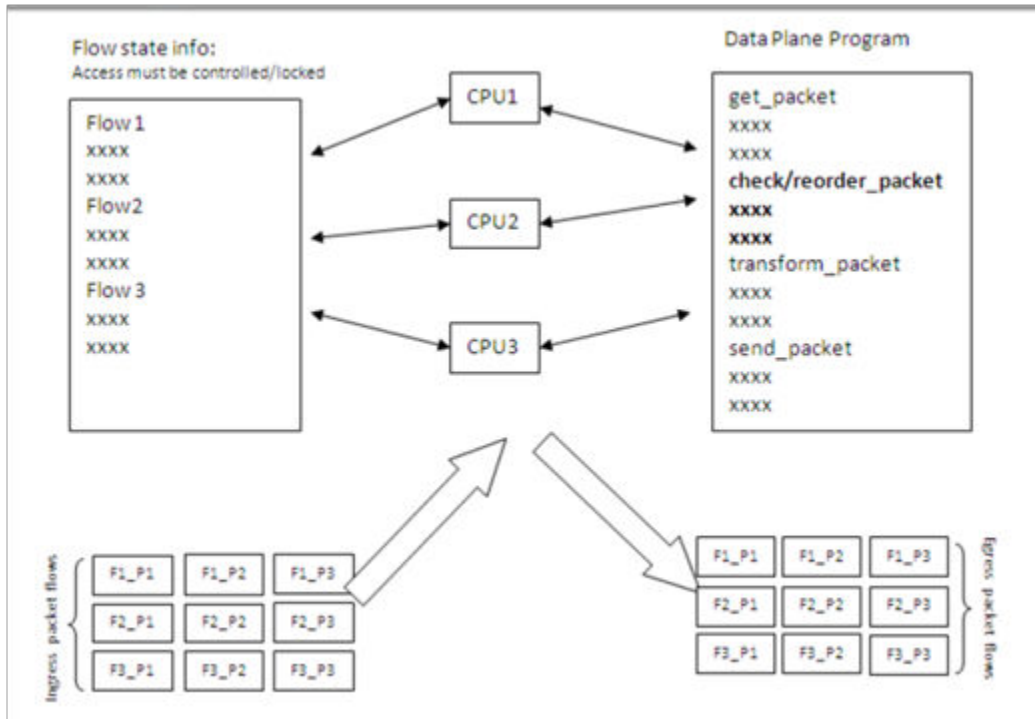 Flow state info:
Access must be controlled/locked
Flow 1
xxxx
xxxx
Flow2
xxxx
xxxx
Flow 3
xxxx
xxxx
CPU1
CPU2
CPU3
Data Plane Program
get_packet
xxxx
xxxx
check/reorder_packet
xxxx
xxxx
transform_packet
xxxx
xxxx
send_packet
xxxx
xxxx
Ingress packet flows
F1_P1 F1_P2 F1_P3
F2_P1 F2_P2 F2_P3
F3_P1 F3_P2 F3_P3
F1_P1 F1_P2 F1_P3
F2_P1 F2_P2 F2_P3
F3_P1 F3_P2 F3_P3
Egress packet flows